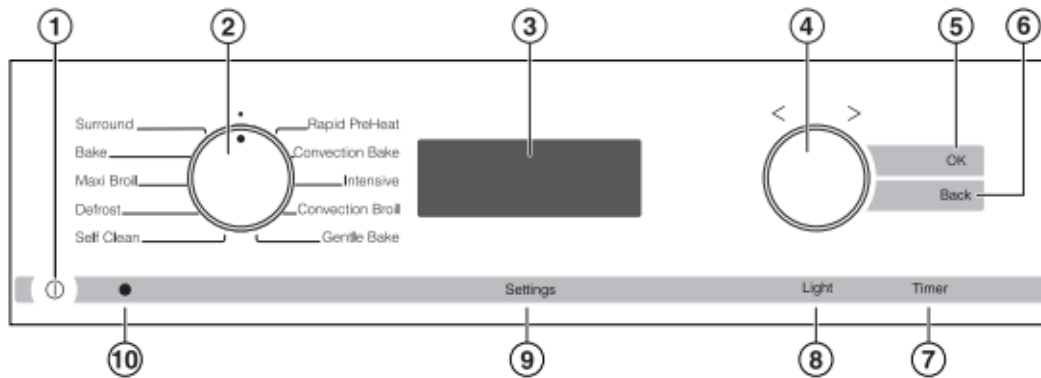 1 2 3 4 5 6
< >
Surround Rapid PreHeat
Bake Convection Bake
Maxi Broil Intensive
Defrost Convection Broil
Self Clean Gentle Bake
OK
Back
Settings Light Timer
10 9 8 7